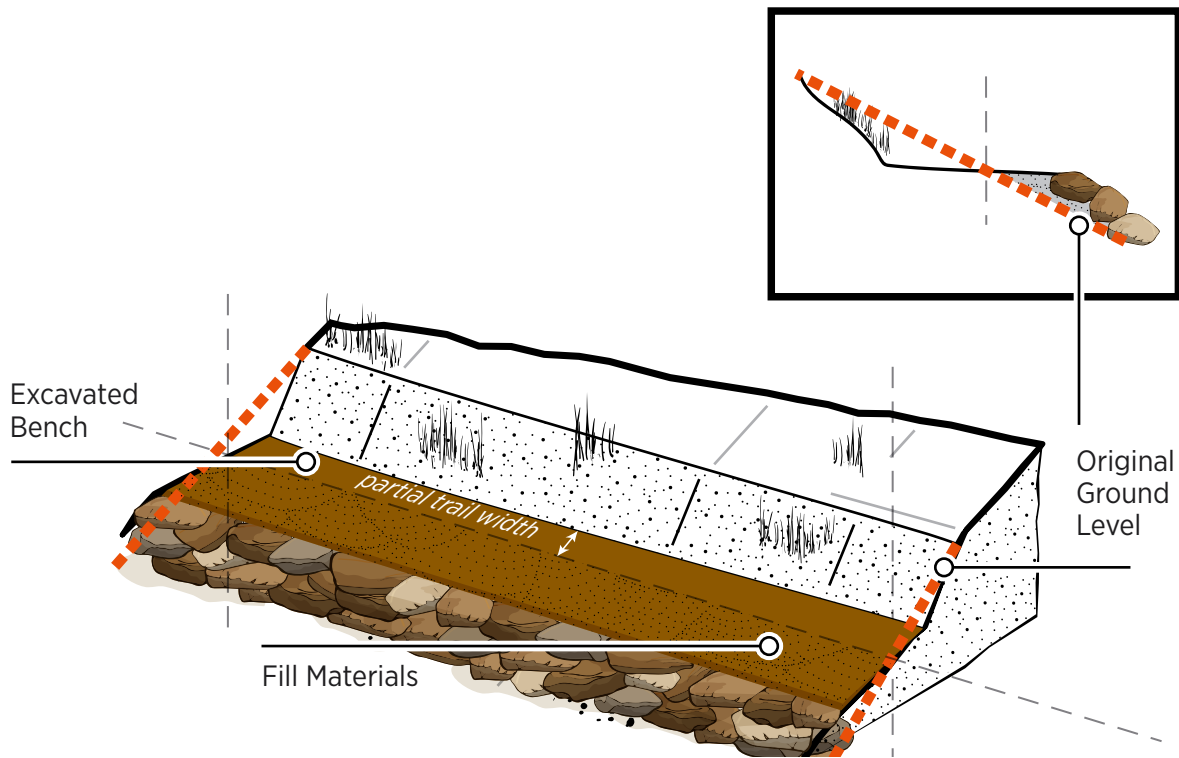 Excavated
Bench
partial trail width
Original
Ground
Level
Fill Materials